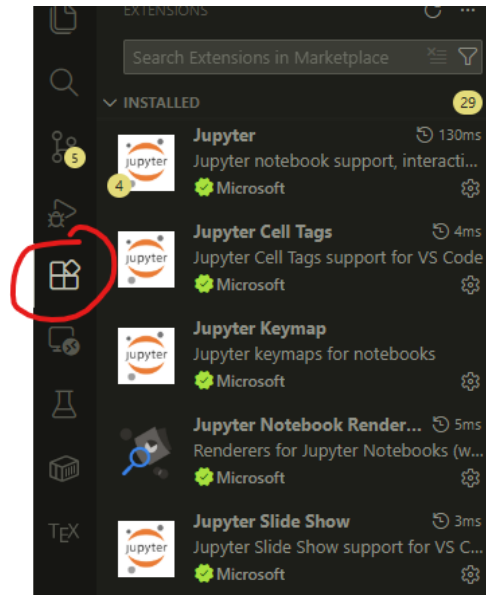 EXTENSIONS
Search Extensions in Marketplace
INSTALLED
29
5
Jupyter
130ms
jupyter
4
Jupyter notebook support, interacti...
Microsoft
Jupyter Cell Tags
4ms
jupyter
Jupyter Cell Tags support for VS Code
Microsoft
Jupyter Keymap
jupyter
Jupyter keymaps for notebooks
Microsoft
Jupyter Notebook Render...
5ms
Renderers for Jupyter Notebooks (w...
Microsoft
TEX
Jupyter Slide Show
3ms
jupyter
Jupyter Slide Show support for VS C...
Microsoft